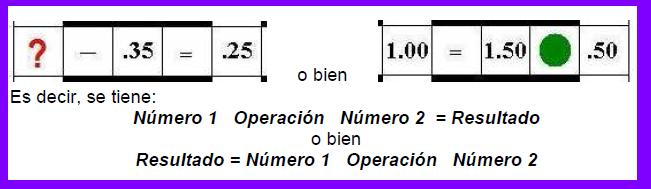 ? — .35 = .25
o bien
1.00 = 1.50 .50
Es decir, se tiene:
Número 1 Operación Número 2 = Resultado
o bien
Resultado = Número 1 Operación Número 2